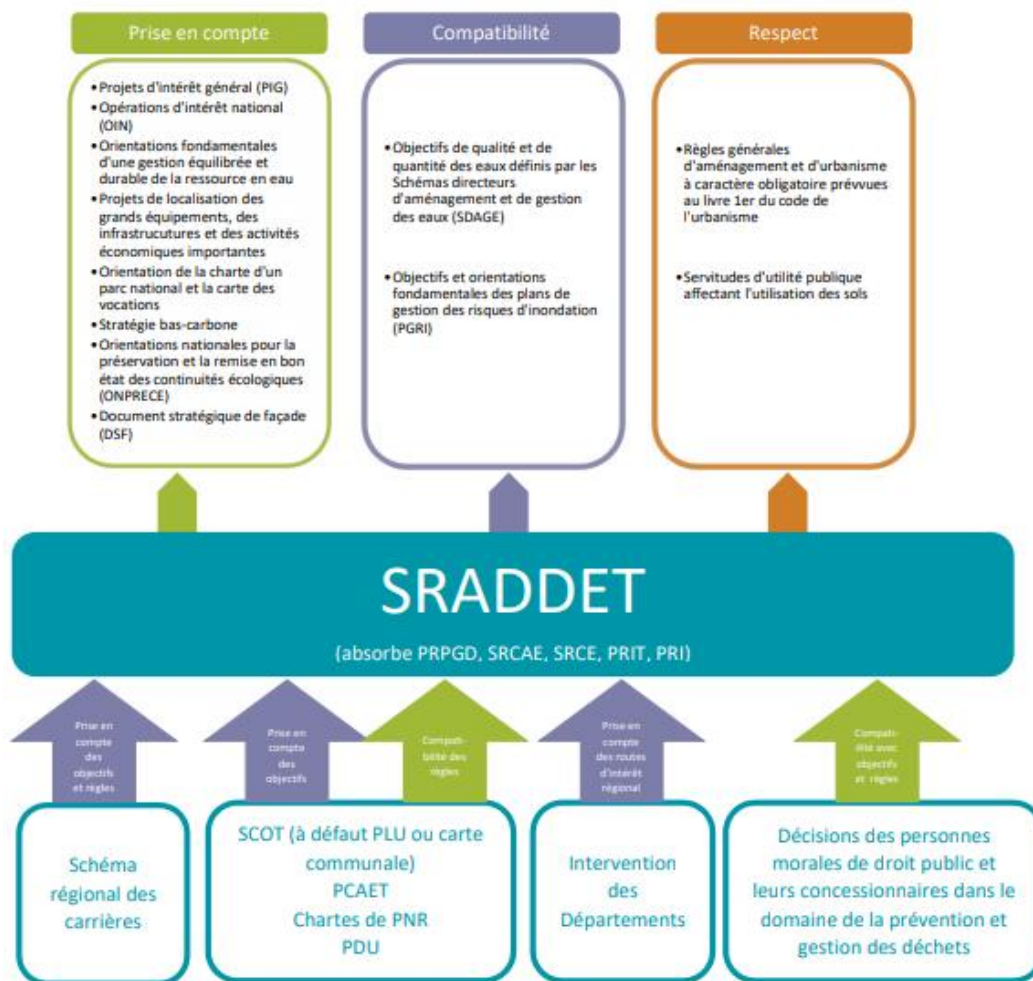 Prise en compte
• Projets d'intérêt général (PIG)
• Opérations d'intérêt national
(OIN)
• Orientations fondamentales
d'une gestion équilibrée et
durable de la ressource en eau
• Projets de localisation des
grands équipements, des
infrastrucutures et des activités
économiques importantes
• Orientation de la charte d'un
parc national et la carte des
vocations
• Stratégie bas-carbone
• Orientations nationales pour la
préservation et la remise en bon
état des continuités écologiques
(ONPRECE)
• Document stratégique de façade
(DSF)
Compatibilité
• Objectifs de qualité et de
quantité des eaux définis par les
Schémas directeurs
d'aménagement et de gestion
des eaux (SDAGE)
• Objectifs et orientations
fondamentales des plans de
gestion des risques d'inondation
(PGRI)
Respect
• Règles générales
d'aménagement et d'urbanisme
à caractère obligatoire prévvues
au livre 1er du code de
l'urbanisme
• Servitudes d'utilité publique
affectant l'utilisation des sols
SRADDET
(absorbe PRPGD, SRCAE, SRCE, PRIT, PRI)
Prise en
compte
des
objectifs
et règles
Prise en
compte
des
objectifs
Compati-
bilité des
règles
Prise en
compte
des routes
d'intérêt
régional
Compati-
bilité avec
objectifs
et règles
Schéma
régional des
carrières
SCOT (à défaut PLU ou carte
communale)
PCAET
Chartes de PNR
PDU
Intervention
des
Départements
Décisions des personnes
morales de droit public et
leurs concessionnaires dans le
domaine de la prévention et
gestion des déchets